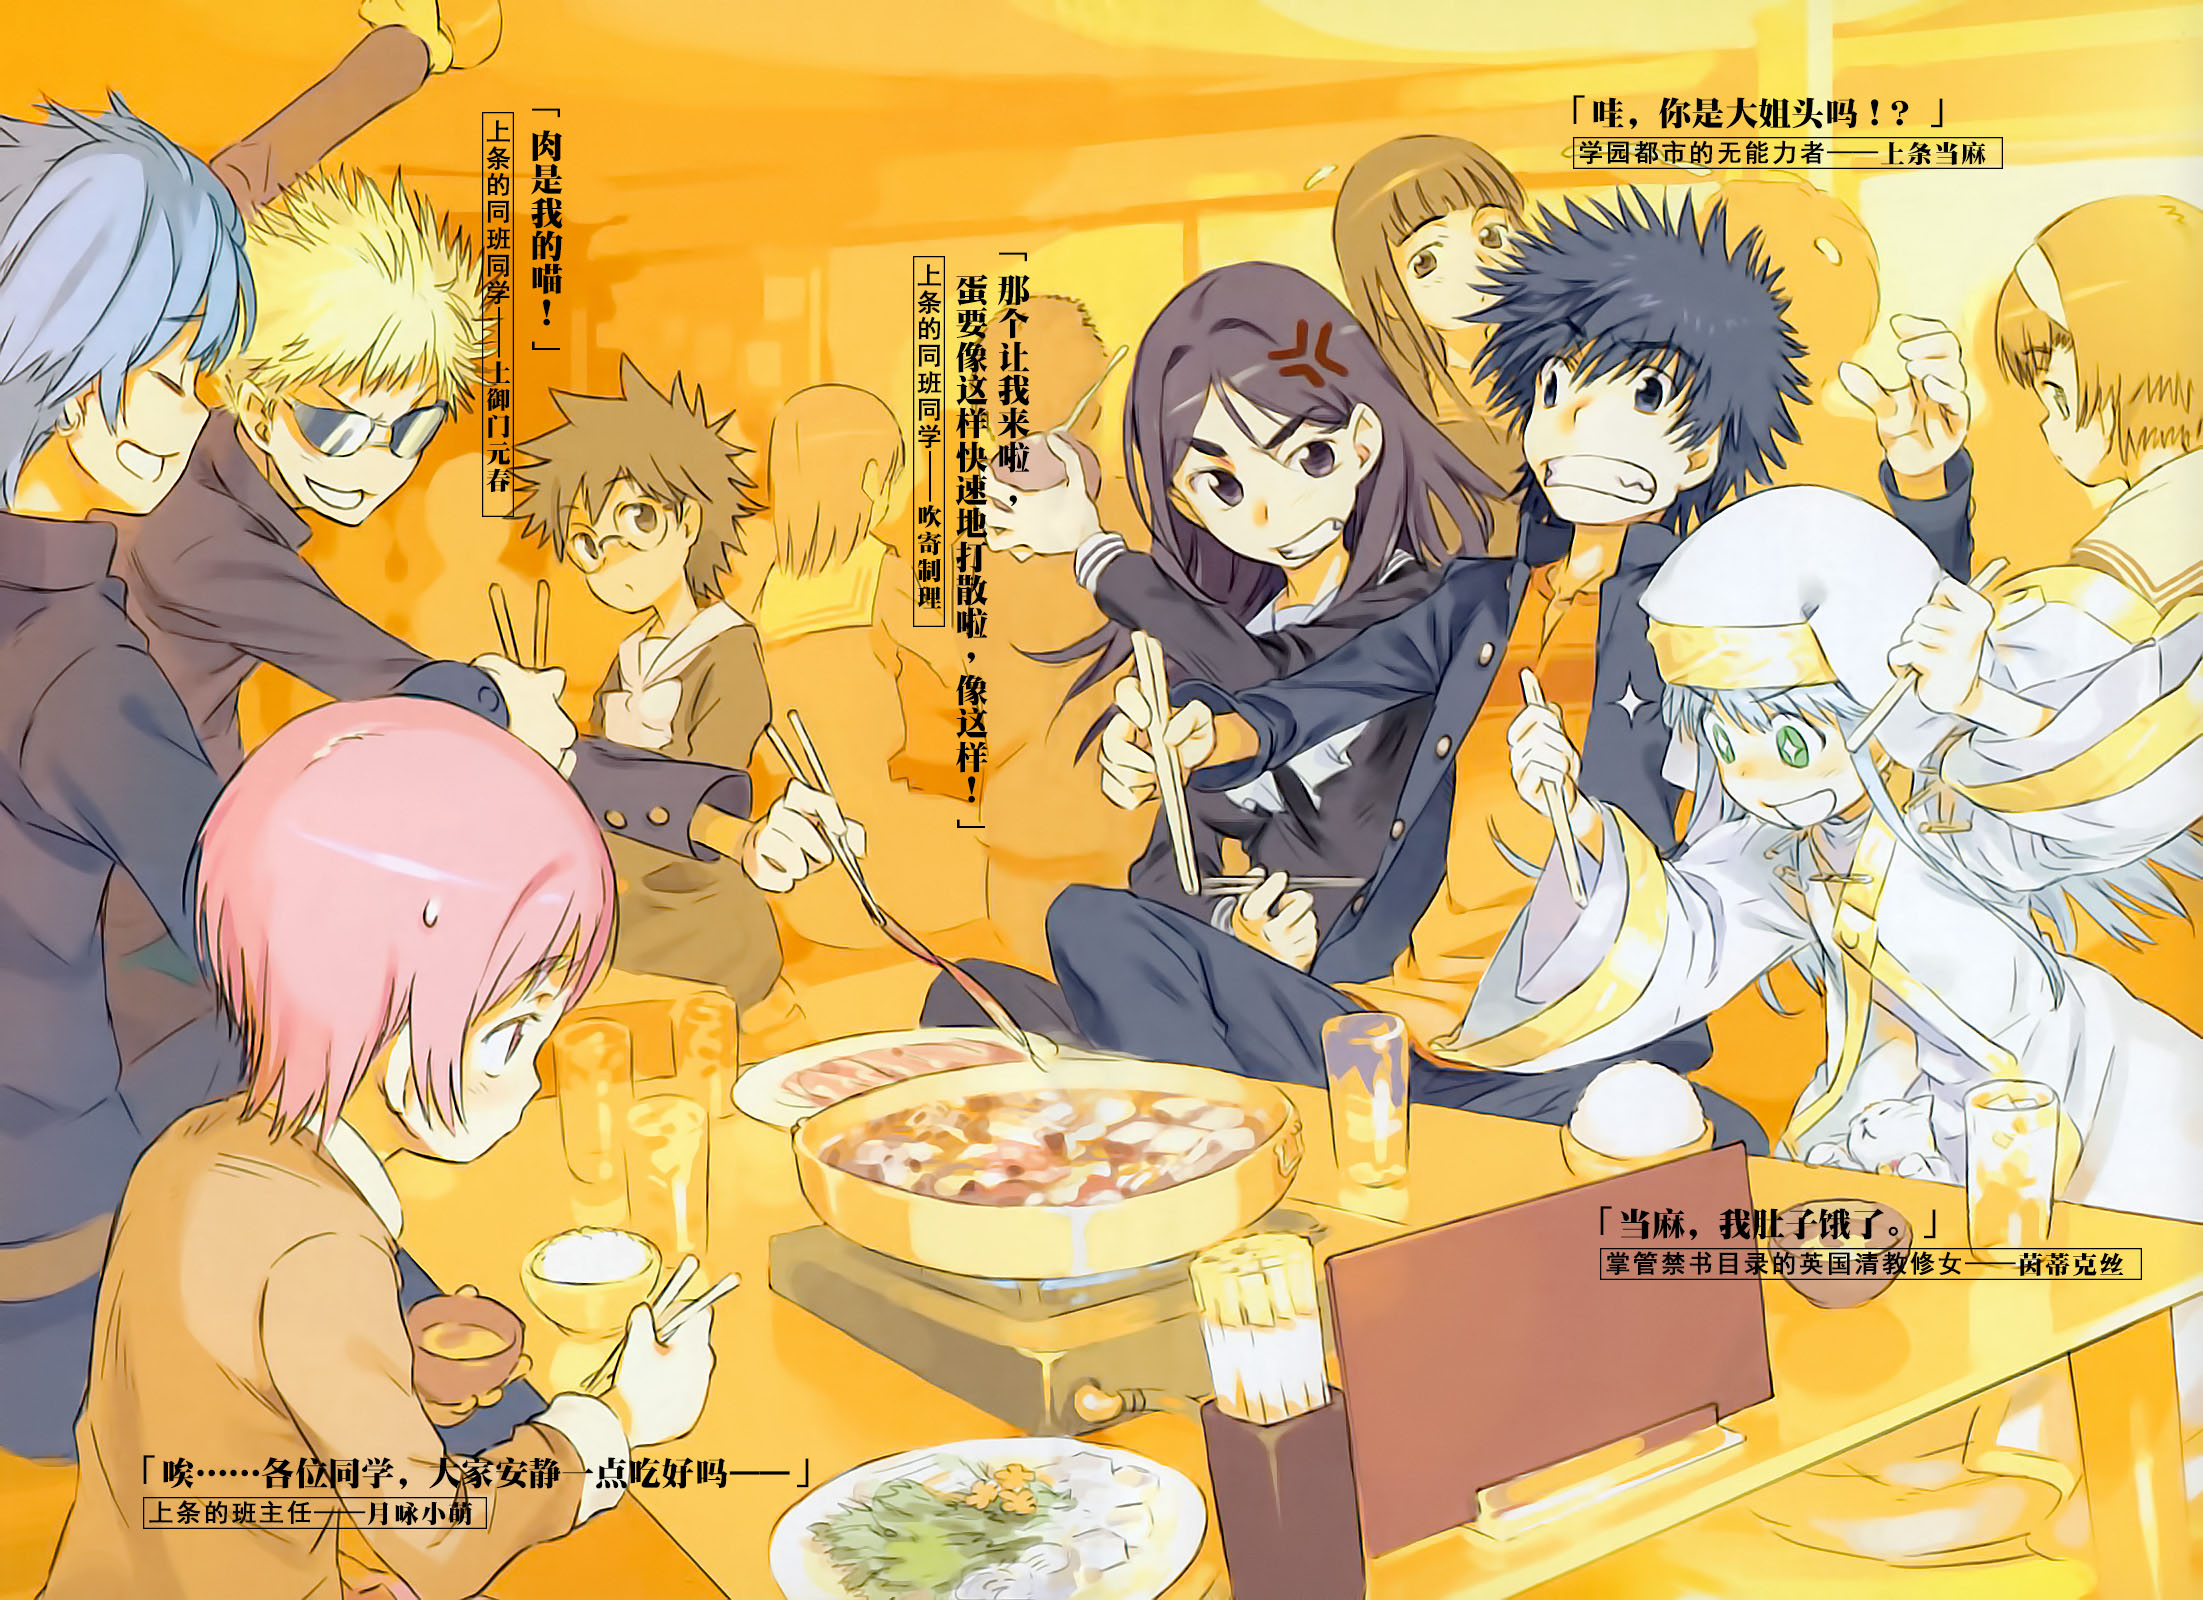 「哇，你是大姐头吗！？」
学园都市的无能力者——上条当麻
「那个让我来啦，
蛋要像这样快速地打散啦，像这样！」
上条的同班同学——吹寄制理
「肉是我的喵！」
上条的同班同学——土御门元春
「当麻，我肚子饿了。」
掌管禁书目录的英国清教修女——茵蒂克丝
「唉……各位同学，大家安静一点吃好吗——」
上条的班主任——月咏小萌